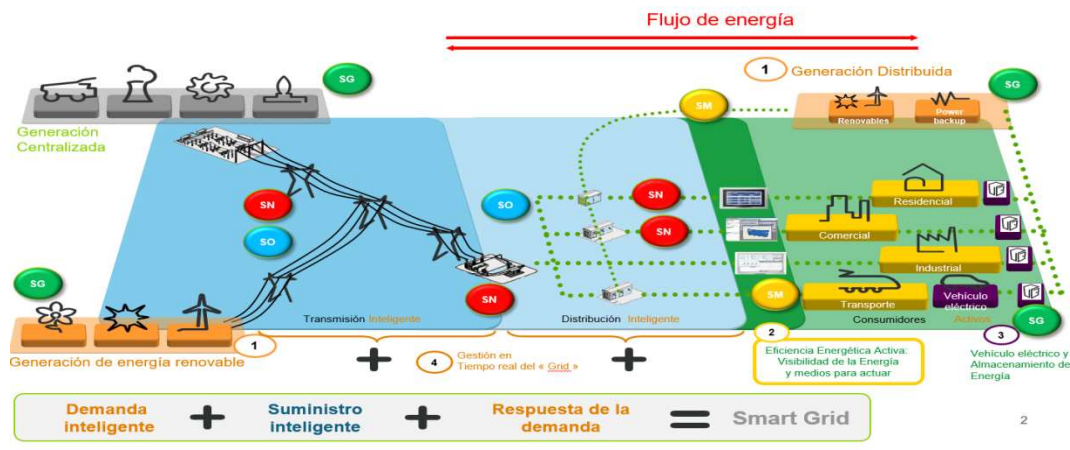 Flujo de energía
SG
1 Generación Distribuida
SG
SM
Renovables
Power
backup
Generación
Centralizada
SN
SO
SN
Residencial
SO
SN
Comercial
Industrial
SG
SN
SM
Transporte
Vehículo
eléctrico
SG
Transmisión Inteligente
Distribución Inteligente
Consumidores Activos
Generación de energía renovable
1
+
4
Gestión en
Tiempo real del « Grid »
+
2
Eficiencia Energética Activa:
Visibilidad de la Energía
y medios para actuar
3
Vehículo eléctrico y
Almacenamiento de
Energía
Demanda
inteligente
+
Suministro
inteligente
+
Respuesta de la
demanda
=
Smart Grid
2